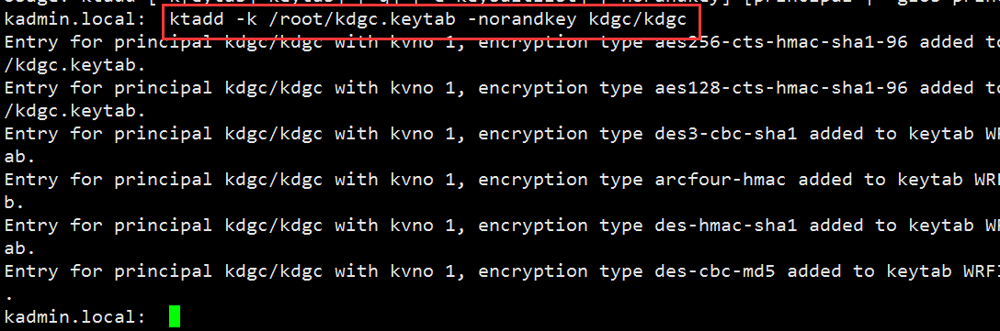 kadmin.local:  ktadd -k /root/kdgc.keytab -norandkey kdgc/kdgc
Entry for principal kdgc/kdgc with kvno 1, encryption type aes256-cts-hmac-sha1-96 added to
/kdgc.keytab.
Entry for principal kdgc/kdgc with kvno 1, encryption type aes128-cts-hmac-sha1-96 added to
/kdgc.keytab.
Entry for principal kdgc/kdgc with kvno 1, encryption type des3-cbc-sha1 added to keytab
ab.
Entry for principal kdgc/kdgc with kvno 1, encryption type arcfour-hmac added to keytab WRF
b.
Entry for principal kdgc/kdgc with kvno 1, encryption type des-hmac-sha1 added to keytab
ab.
Entry for principal kdgc/kdgc with kvno 1, encryption type des-cbc-md5 added to keytab WRF
.
kadmin.local: